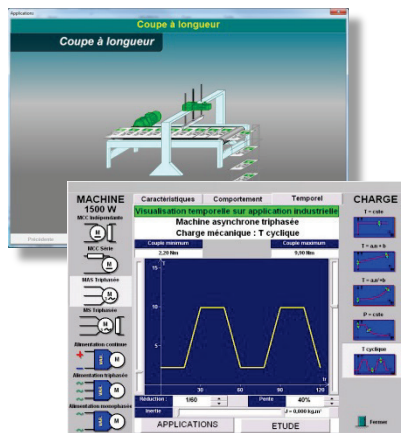 Applications
Coupe à longueur
Coupe à longueur
Précédente
MACHINE
1500 W
MCC Indépendante
M
MCC Série
M
MAS Triphasée
M
MS Triphasée
M
Alimentation continue
M
Alimentation triphasée
M
Alimentation monophasée
M
Caractéristiques Comportement Temporel
Visualisation temporelle sur application industrielle
Machine asynchrone triphasée
Charge mécanique : T cyclique
Couple minimum Couple maximum
2,20 Nm 9,90 Nm
T
15
10
5
tr
30 60 90 120
Réduction : 1/60 Pente 40%
Inertie J = 0,000 kg.m²
APPLICATIONS ETUDE
CHARGE
T = cste
T = a.n + b
T = a.n²+b
P = cste
T cyclique
Fermer